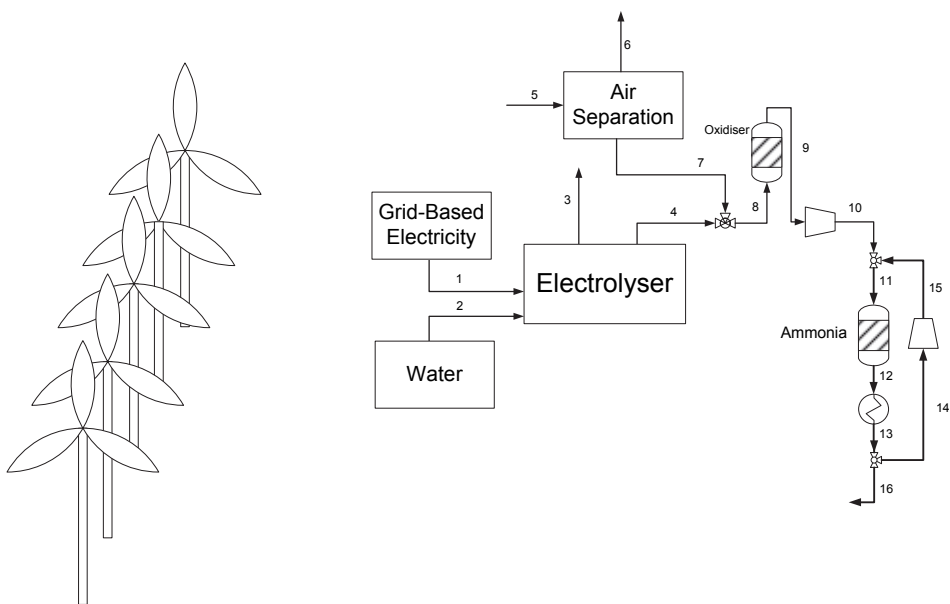 6
Air
Separation
5
Oxidiser
9
7
3
8
10
4
Grid-Based
Electricity
11
15
1
Electrolyser
2
Ammonia
Water
12
14
13
16